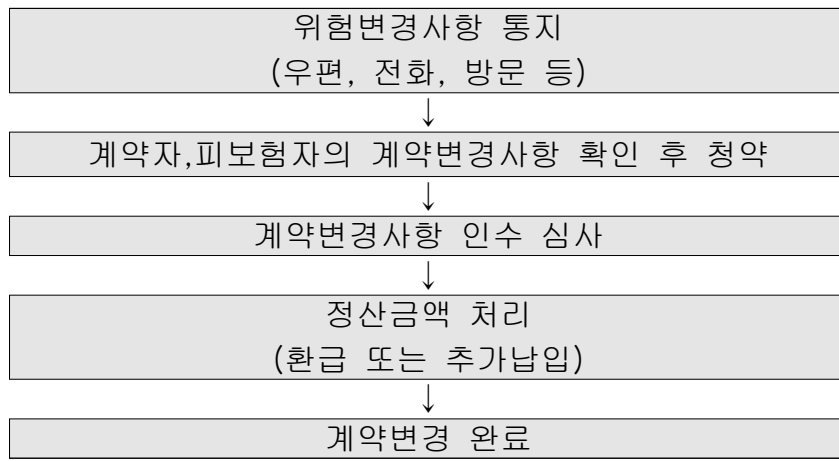 위험변경사항 통지
(우편, 전화, 방문 등)
↓
계약자,피보험자의 계약변경사항 확인 후 청약
↓
계약변경사항 인수 심사
↓
정산금액 처리
(환급 또는 추가납입)
↓
계약변경 완료